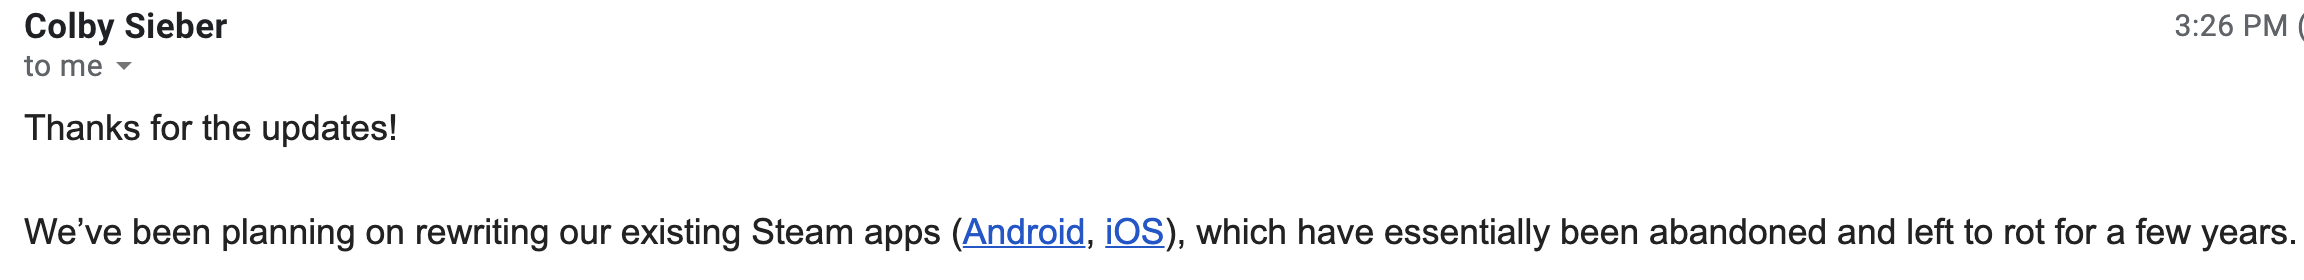 Colby Sieber
3:26 PM (
to me
Thanks for the updates!
We’ve been planning on rewriting our existing Steam apps (Android, iOS), which have essentially been abandoned and left to rot for a few years.